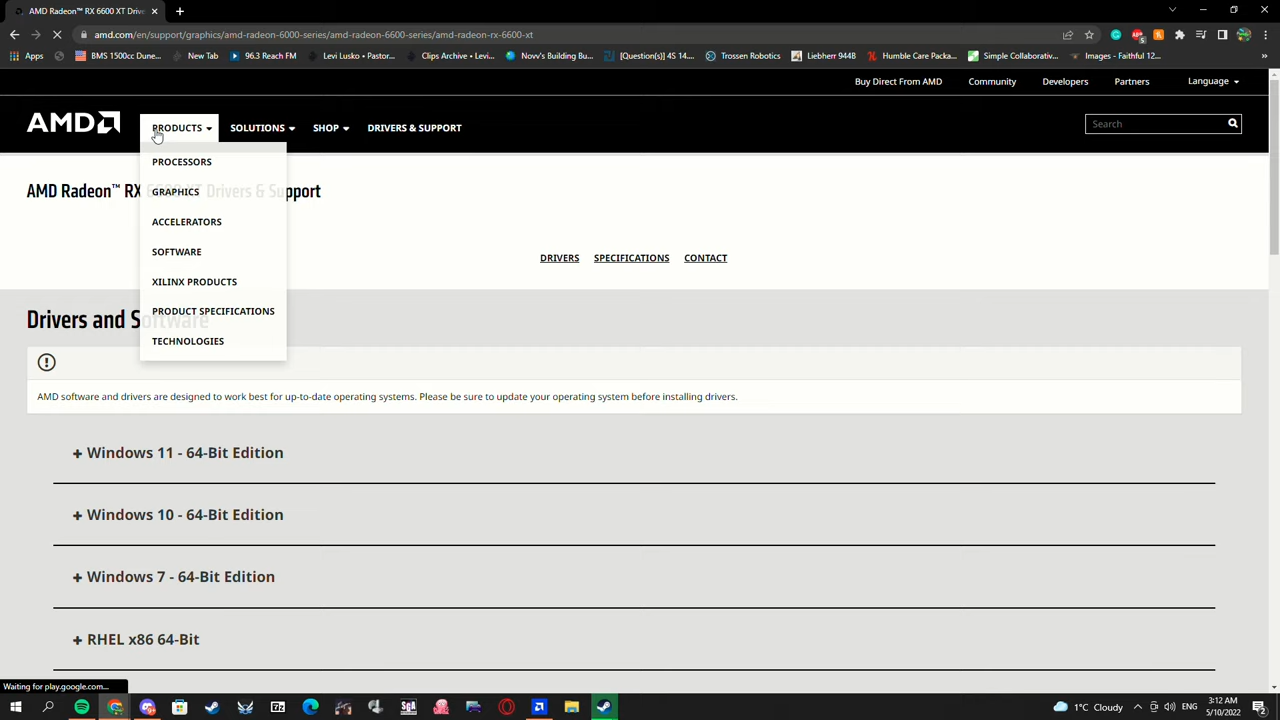 AMD Radeon™ RX 6600 XT Drive
amd.com/en/support/graphics/amd-radeon-6000-series/amd-radeon-6000-series/amd-radeon-rx-6600-xt
Apps
BMS 1500cc Dune...
New Tab
96.3 Reach FM
Levi Lusko - Pastor...
Clips Archive • Levi...
Novv's Building Bu...
[Question(s)] 4S 14....
Trossen Robotics
Liebherr 944B
Humble Care Packa...
Simple Collaborativ...
Images - Faithful 12...
»
Buy Direct From AMD
Community
Developers
Partners
Language
AMD
PRODUCTS
SOLUTIONS
SHOP
DRIVERS & SUPPORT
Search
PROCESSORS
GRAPHICS
ACCELERATORS
SOFTWARE
XILINX PRODUCTS
PRODUCT SPECIFICATIONS
TECHNOLOGIES
AMD Radeon™ RX 6600 XT Drivers & Support
DRIVERS
SPECIFICATIONS
CONTACT
Drivers and Software
AMD software and drivers are designed to work best for up-to-date operating systems. Please be sure to update your operating system before installing drivers.
+ Windows 11 - 64-Bit Edition
+ Windows 10 - 64-Bit Edition
+ Windows 7 - 64-Bit Edition
+ RHEL x86 64-Bit
Waiting for play.google.com...
1°C Cloudy
ENG
3:12 AM
5/10/2022